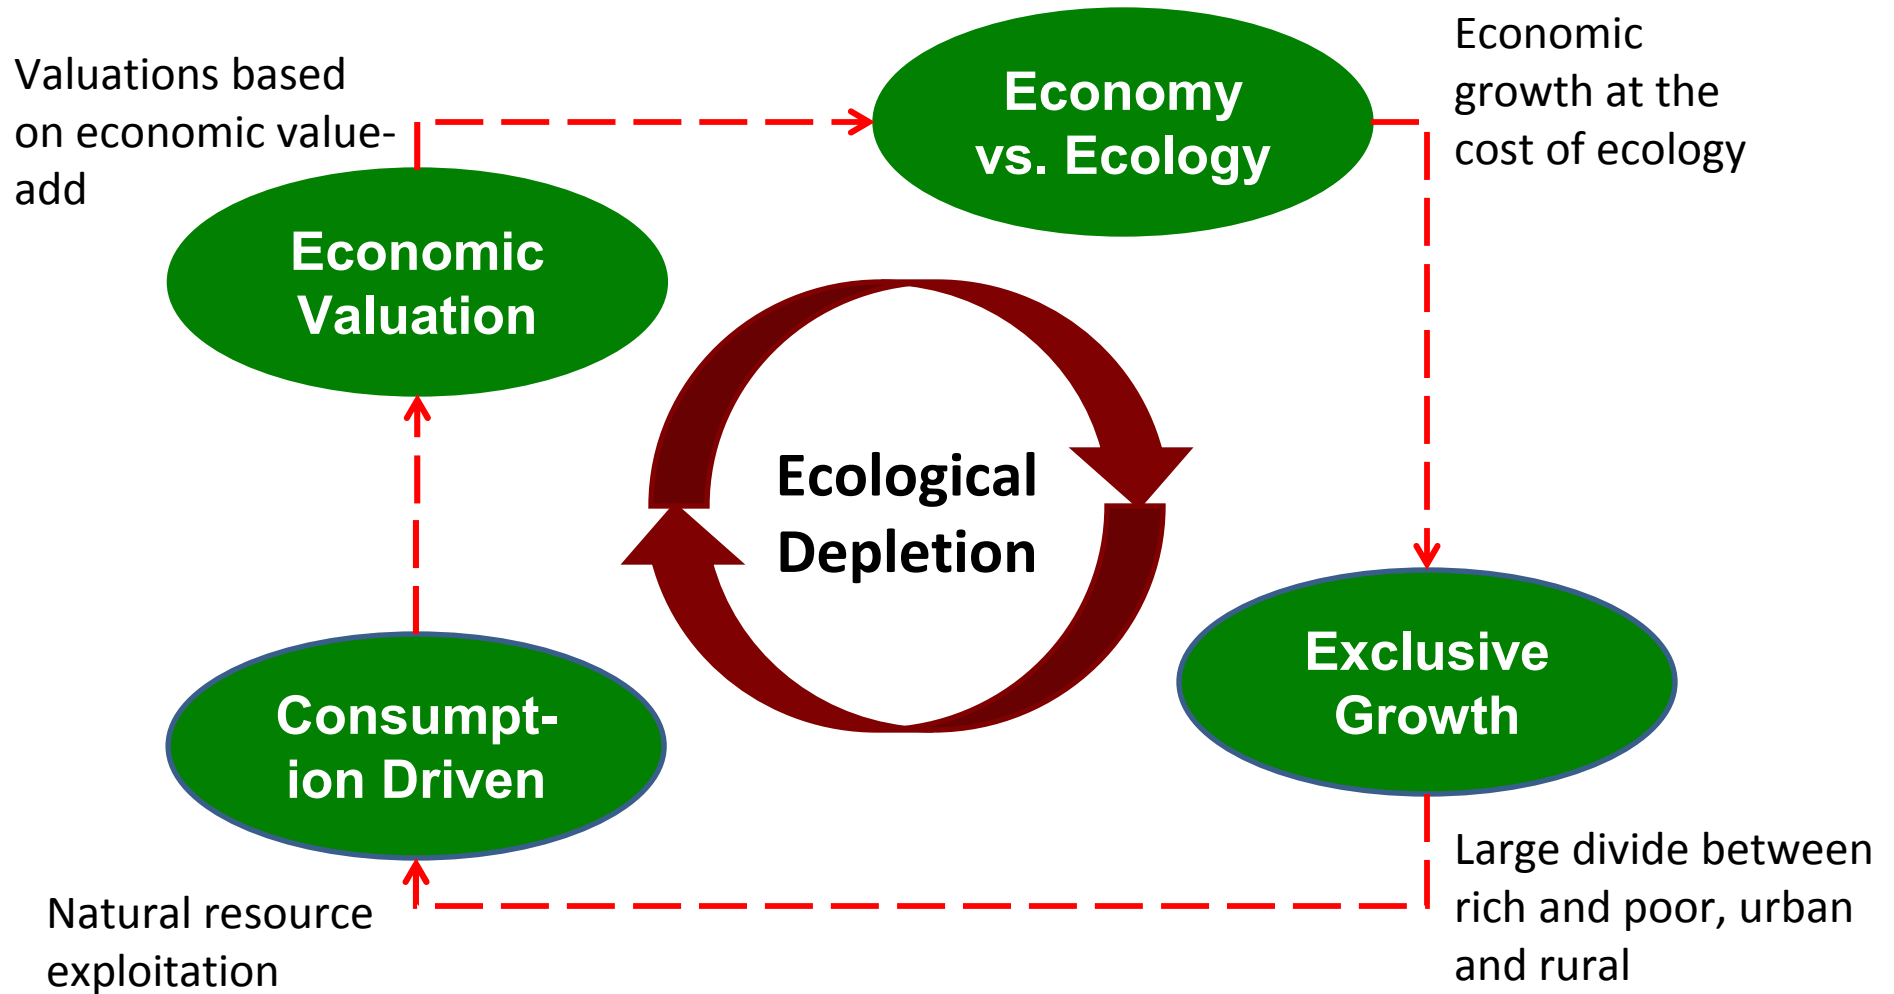 Valuations based
on economic value-
add
Economy
vs. Ecology
Economic
growth at the
cost of ecology
Economic
Valuation
Ecological
Depletion
Exclusive
Growth
Consumpt-
ion Driven
Large divide between
rich and poor, urban
and rural
Natural resource
exploitation